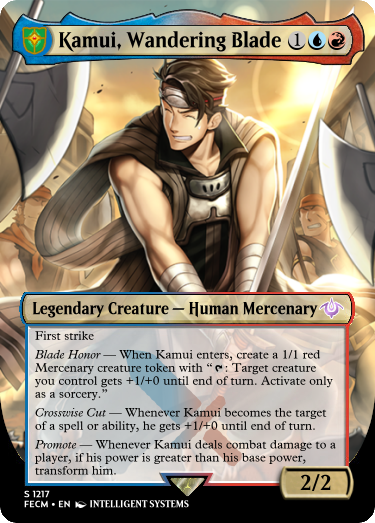 Kamui, Wandering Blade 1
Legendary Creature — Human Mercenary
First strike
Blade Honor — When Kamui enters, create a 1/1 red
Mercenary creature token with “: Target creature
you control gets +1/+0 until end of turn. Activate only
as a sorcery.”
Crosswise Cut — Whenever Kamui becomes the target
of a spell or ability, he gets +1/+0 until end of turn.
Promote — Whenever Kamui deals combat damage to a
player, if his power is greater than his base power,
transform him.
2/2
S 1217
FECM • EN INTELLIGENT SYSTEMS